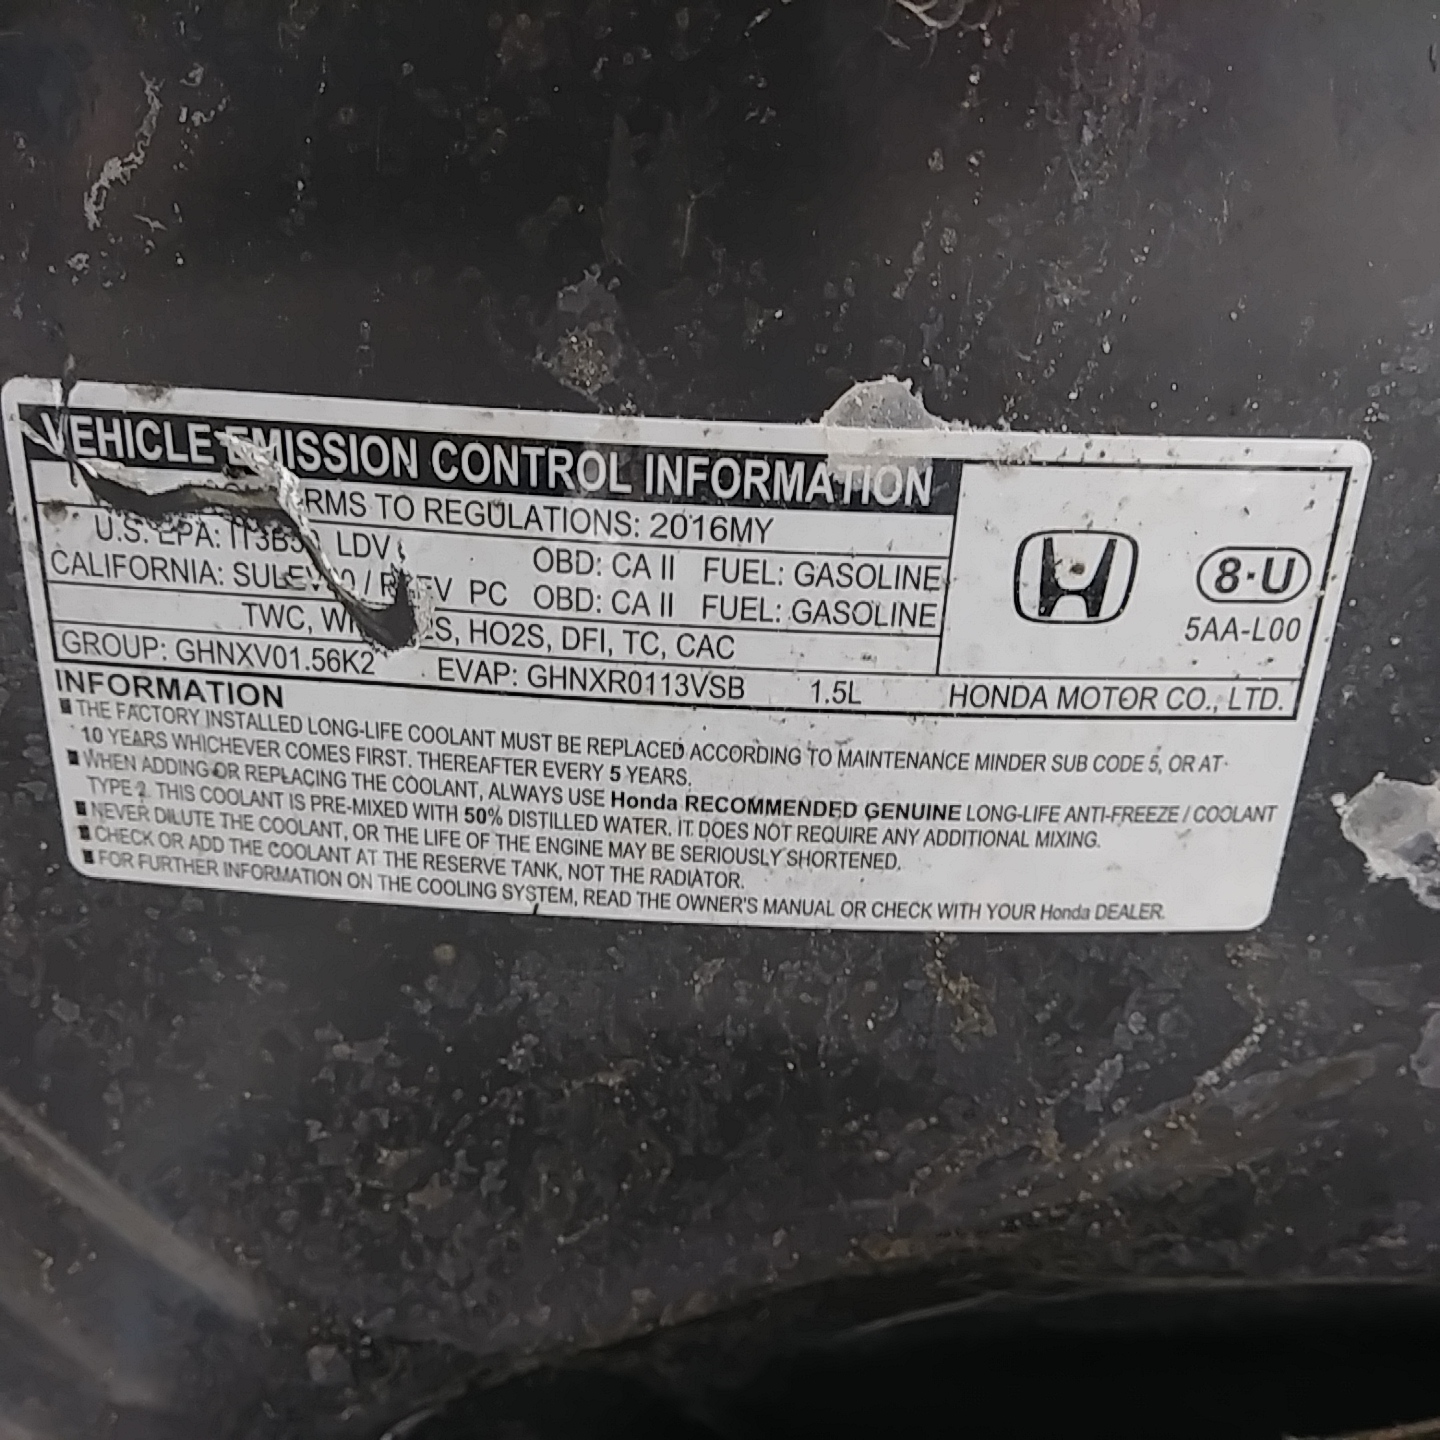 VEHICLE EMISSION CONTROL INFORMATION
RMS TO REGULATIONS: 2016MY
U.S. EPA: LDV OBD: CA II FUEL: GASOLINE
CALIFORNIA: PC OBD: CA II FUEL: GASOLINE
TWC, HO2S, DFI, TC, CAC
8·U
5AA-L00
GROUP: GHNXV01.56K2 EVAP: GHNXR0113VSB 1.5L HONDA MOTOR CO., LTD.
INFORMATION
■ THE FACTORY INSTALLED LONG-LIFE COOLANT MUST BE REPLACED ACCORDING TO MAINTENANCE MINDER SUB CODE 5, OR AT
10 YEARS WHICHEVER COMES FIRST. THEREAFTER EVERY 5 YEARS.
■ WHEN ADDING OR REPLACING THE COOLANT, ALWAYS USE Honda RECOMMENDED GENUINE LONG-LIFE ANTI-FREEZE / COOLANT
TYPE 2. THIS COOLANT IS PRE-MIXED WITH 50% DISTILLED WATER. IT DOES NOT REQUIRE ANY ADDITIONAL MIXING.
■ NEVER DILUTE THE COOLANT, OR THE LIFE OF THE ENGINE MAY BE SERIOUSLY SHORTENED.
■ CHECK OR ADD THE COOLANT AT THE RESERVE TANK, NOT THE RADIATOR.
■ FOR FURTHER INFORMATION ON THE COOLING SYSTEM, READ THE OWNER'S MANUAL OR CHECK WITH YOUR Honda DEALER.